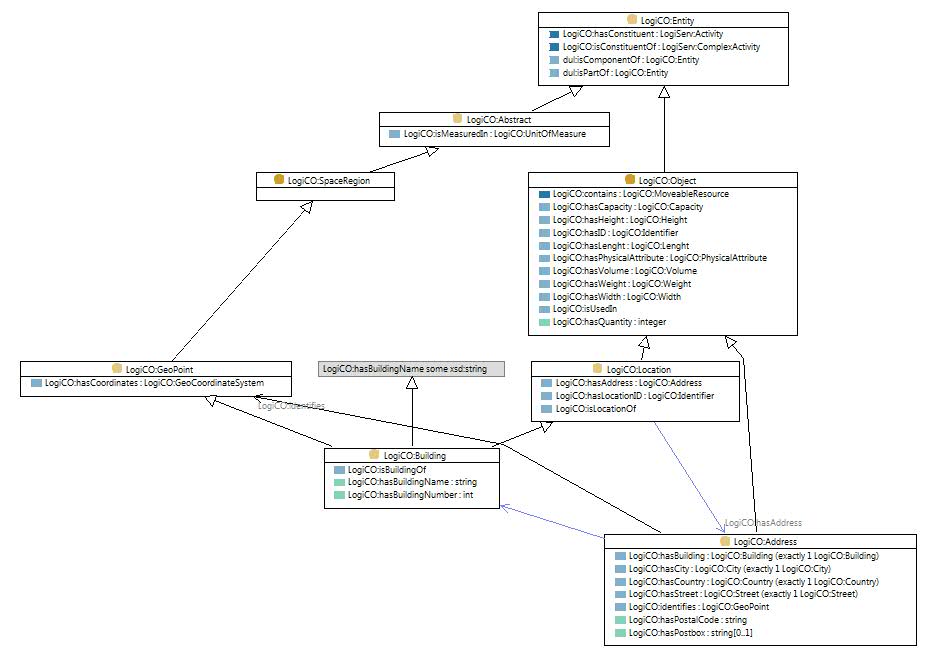 LogiCO:Entity
LogiCO:hasConstituent : LogiServ:Activity
LogiCO:isConstituentOf : LogiServ:ComplexActivity
dul:isComponentOf : LogiCO:Entity
dul:isPartOf : LogiCO:Entity
LogiCO:Abstract
LogiCO:isMeasuredIn : LogiCO:UnitOfMeasure
LogiCO:SpaceRegion
LogiCO:Object
LogiCO:contains : LogiCO:MoveableResource
LogiCO:hasCapacity : LogiCO:Capacity
LogiCO:hasHeight : LogiCO:Height
LogiCO:hasID : LogiCO:Identifier
LogiCO:hasLenght : LogiCO:Lenght
LogiCO:hasPhysicalAttribute : LogiCO:PhysicalAttribute
LogiCO:hasVolume : LogiCO:Volume
LogiCO:hasWeight : LogiCO:Weight
LogiCO:hasWidth : LogiCO:Width
LogiCO:isUsedIn
LogiCO:hasQuantity : integer
LogiCO:GeoPoint
LogiCO:hasCoordinates : LogiCO:GeoCoordinateSystem
LogiCO:hasBuildingName some xsd:string
LogiCO:Location
LogiCO:hasAddress : LogiCO:Address
LogiCO:hasLocationID : LogiCO:Identifier
LogiCO:isLocationOf
LogiCO:identifies
LogiCO:Building
LogiCO:isBuildingOf
LogiCO:hasBuildingName : string
LogiCO:hasBuildingNumber : int
LogiCO:hasAddress
LogiCO:Address
LogiCO:hasBuilding : LogiCO:Building (exactly 1 LogiCO:Building)
LogiCO:hasCity : LogiCO:City (exactly 1 LogiCO:City)
LogiCO:hasCountry : LogiCO:Country (exactly 1 LogiCO:Country)
LogiCO:hasStreet : LogiCO:Street (exactly 1 LogiCO:Street)
LogiCO:identifies : LogiCO:GeoPoint
LogiCO:hasPostalCode : string
LogiCO:hasPostbox : string[0..1]